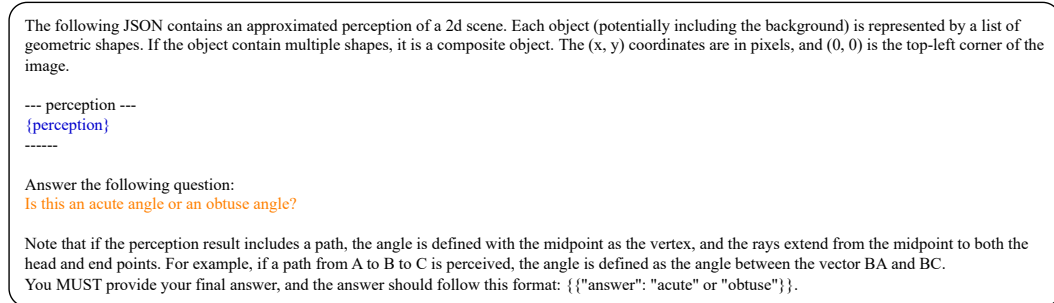 The following JSON contains an approximated perception of a 2d scene. Each object (potentially including the background) is represented by a list of
geometric shapes. If the object contain multiple shapes, it is a composite object. The (x, y) coordinates are in pixels, and (0, 0) is the top-left corner of the
image.
--- perception ---
{perception}
------
Answer the following question:
Is this an acute angle or an obtuse angle?
Note that if the perception result includes a path, the angle is defined with the midpoint as the vertex, and the rays extend from the midpoint to both the
head and end points. For example, if a path from A to B to C is perceived, the angle is defined as the angle between the vector BA and BC.
You MUST provide your final answer, and the answer should follow this format: {{"answer": "acute" or "obtuse"}}.